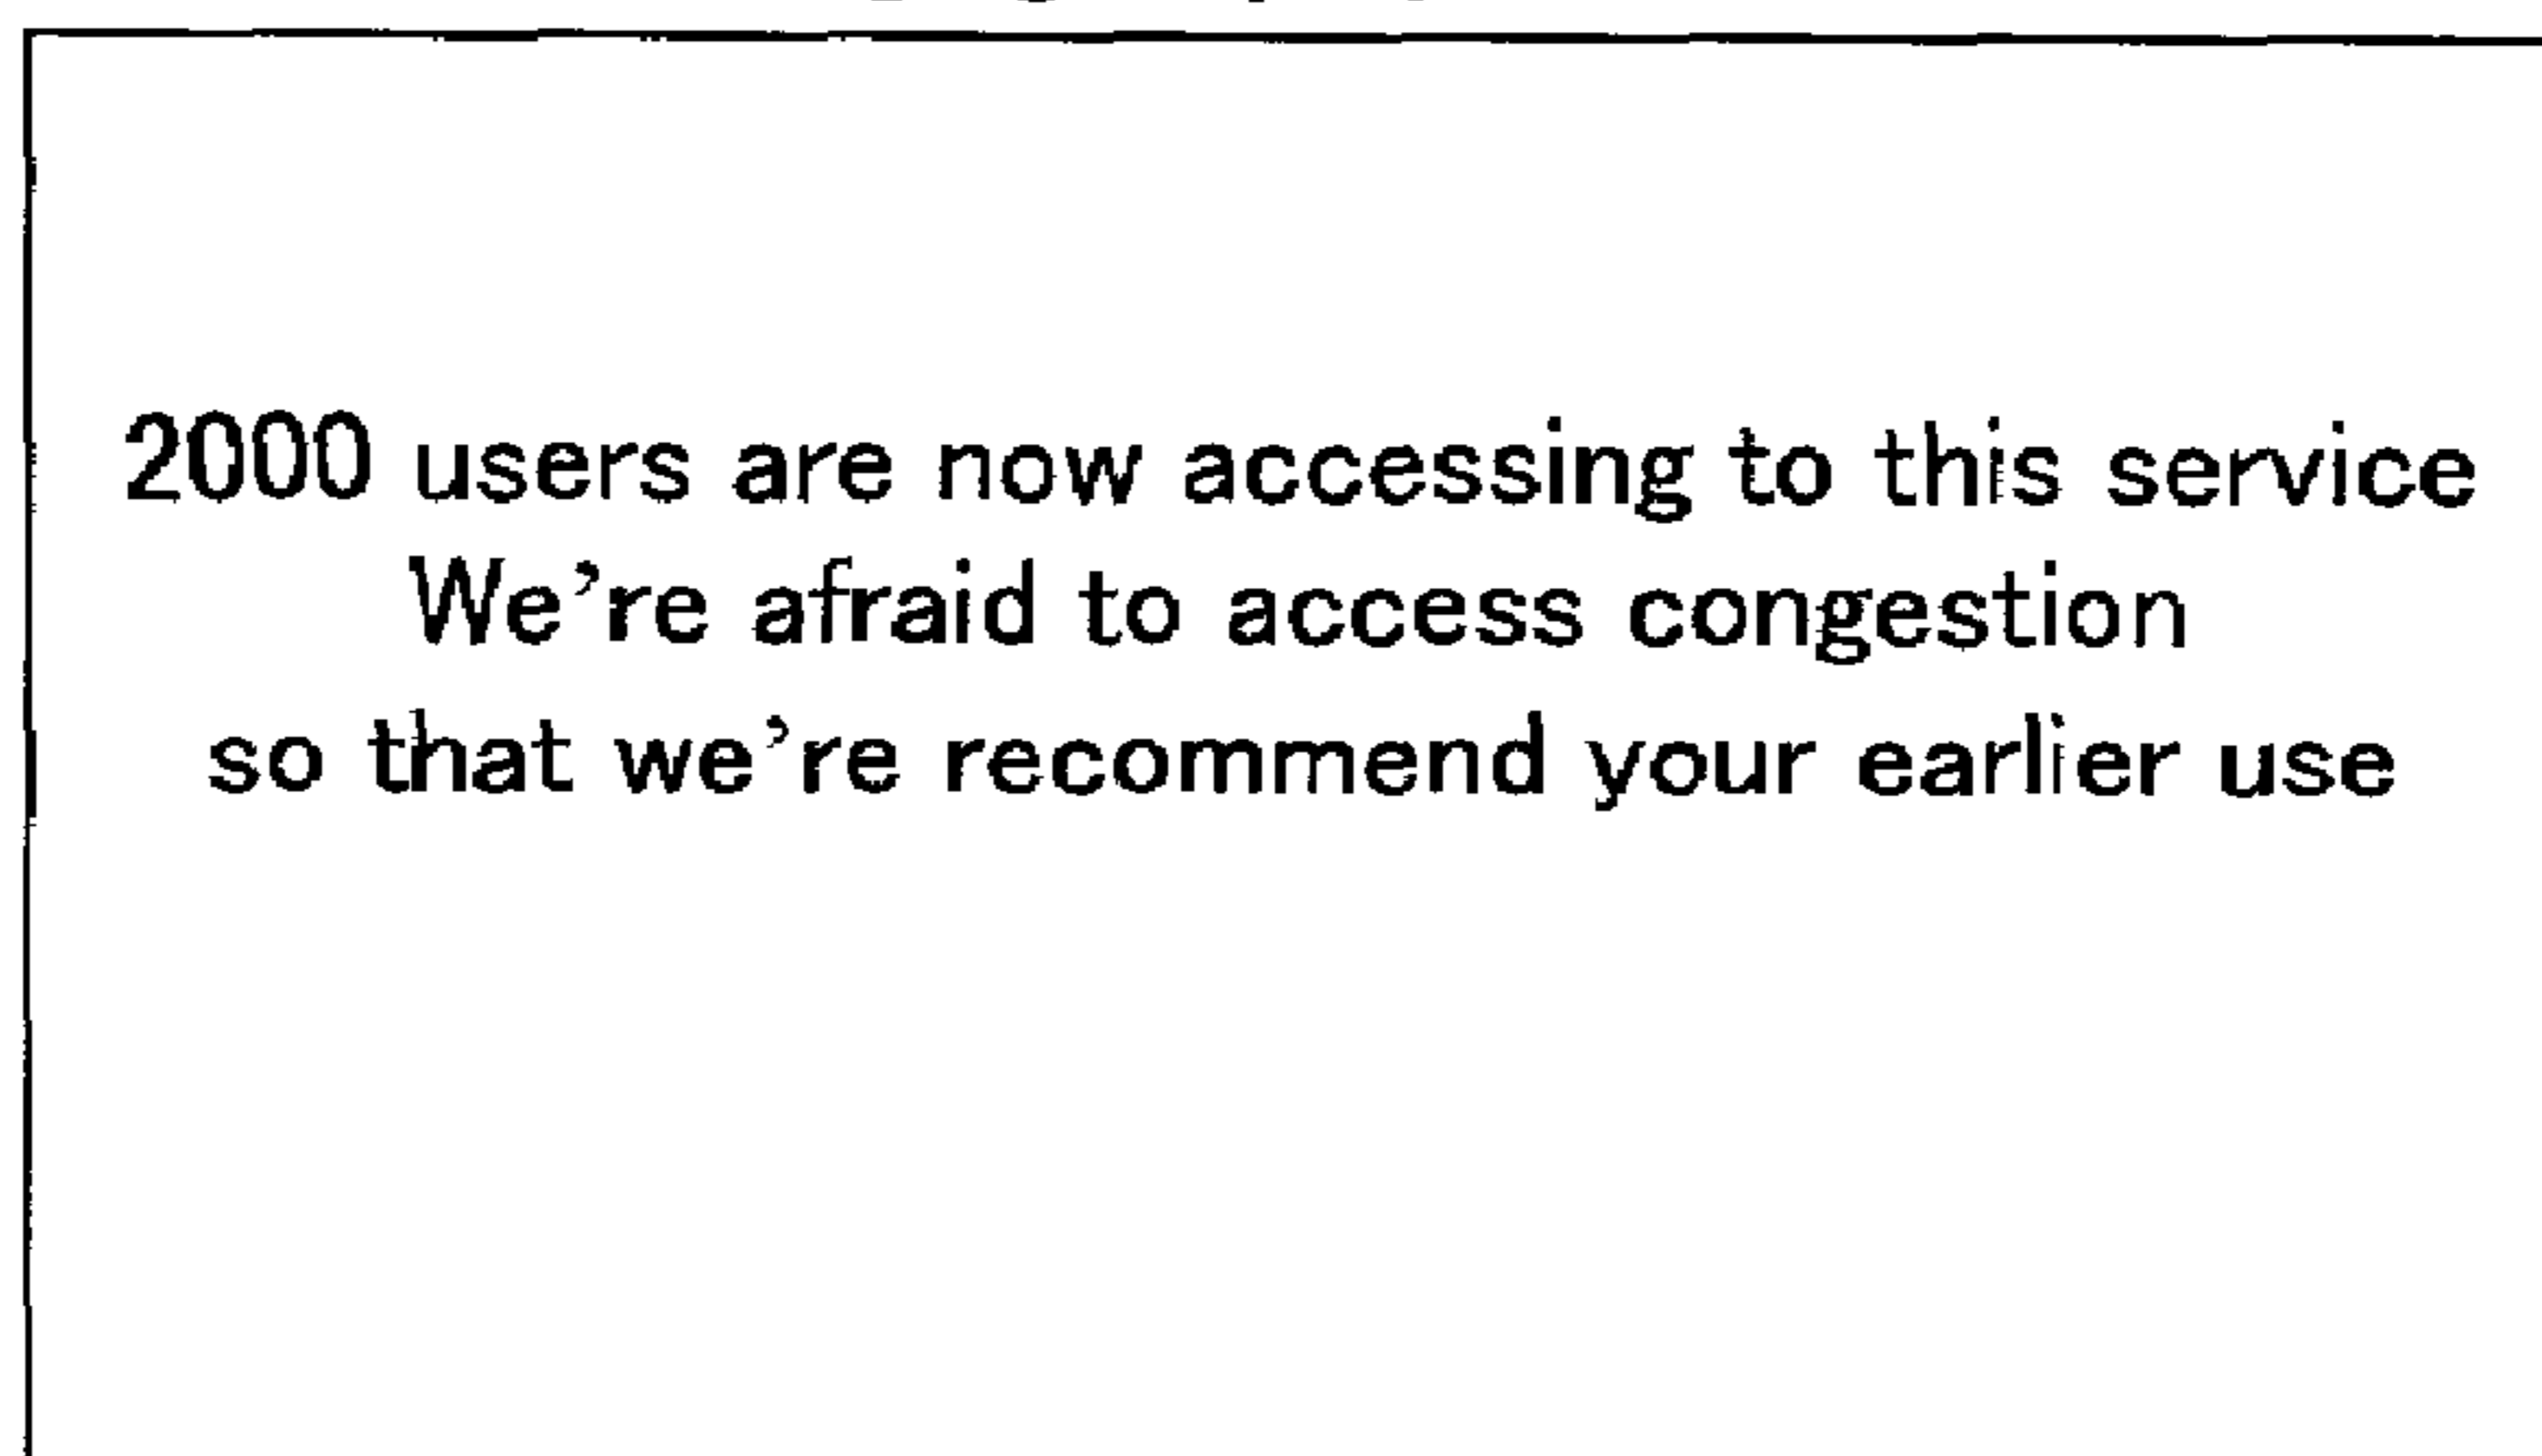 2000 users are now accessing to this service
We're afraid to access congestion
so that we're recommend your earlier use